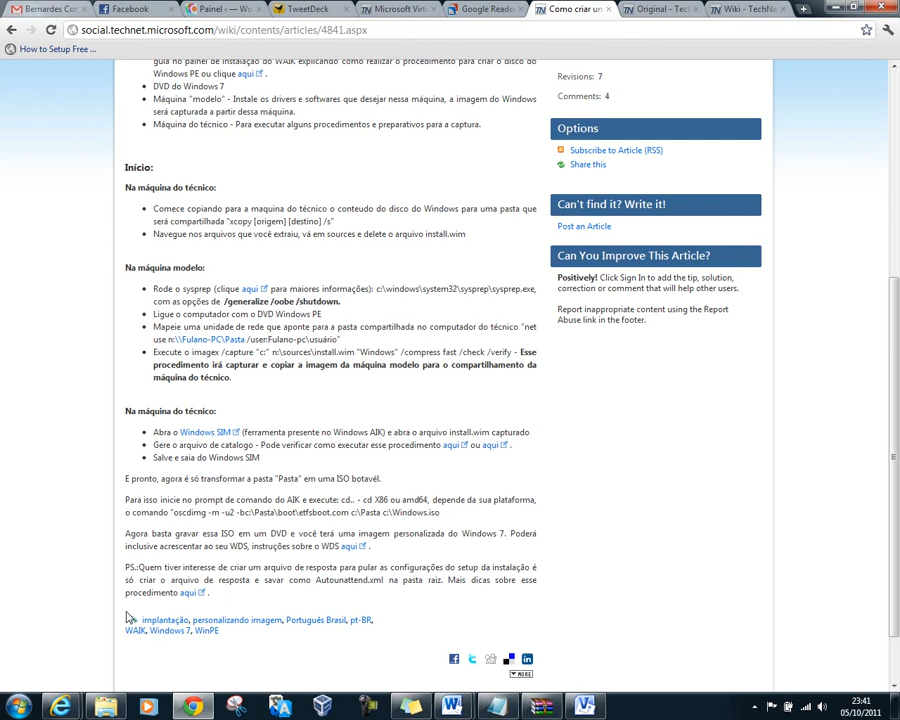 Bernardes Cor
Facebook
Painel ‹ — Wo
TweetDeck
Microsoft Virt
Google Reade
Como criar un
Original - Tec
Wiki - TechNe
social.technet.microsoft.com/wiki/contents/articles/4841.aspx
How to Setup Free ...
guia no painel de instalação do WAIK explicando como realizar o procedimento para criar o disco do
Windows PE ou clique aqui .
DVD do Windows 7
Máquina "modelo" - Instale os drivers e softwares que desejar nessa máquina, a imagem do Windows
será capturada a partir dessa máquina.
Máquina do técnico - Para executar alguns procedimentos e preparativos para a captura.
Início:
Na máquina do técnico:
Comece copiando para a maquina do técnico o conteudo do disco do Windows para uma pasta que
será compartilhada "xcopy [origem] [destino] /s"
Navegue nos arquivos que você extraiu, vá em sources e delete o arquivo install.wim
Na máquina modelo:
Rode o sysprep (clique aqui para maiores informações): c:\windows\system32\sysprep\sysprep.exe,
com as opções de /generalize /oobe /shutdown.
Ligue o computador com o DVD Windows PE
Mapeie uma unidade de rede que aponte para a pasta compartilhada no computador do técnico "net
use n:\\Fulano-PC\Pasta /user:Fulano-pc\usuário"
Execute o imagex /capture "c:" n:\sources\install.wim "Windows" /compress fast /check /verify - Esse
procedimento irá capturar e copiar a imagem da máquina modelo para o compartilhamento da
máquina do técnico.
Na máquina do técnico:
Abra o Windows SIM (ferramenta presente no Windows AIK) e abra o arquivo install.wim capturado
Gere o arquivo de catalogo - Pode verificar como executar esse procedimento aqui ou aqui .
Salve e saia do Windows SIM
E pronto, agora é só transformar a pasta "Pasta" em uma ISO botavél.
Para isso inicie no prompt de comando do AIK e execute: cd.. - cd X86 ou amd64, depende da sua plataforma,
o comando "oscdimg -m -u2 -bc:\Pasta\boot\etfsboot.com c:\Pasta c:\Windows.iso
Agora basta gravar essa ISO em um DVD e você terá uma imagem personalizada do Windows 7. Poderá
inclusive acrescentar ao seu WDS, instruções sobre o WDS aqui .
PS.:Quem tiver interesse de criar um arquivo de resposta para pular as configurações do setup da instalação é
só criar o arquivo de resposta e savar como Autounattend.xml na pasta raiz. Mais dicas sobre esse
procedimento aqui .
implantação, personalizando imagem, Português Brasil, pt-BR,
WAIK, Windows 7, WinPE
MORE
Revisions: 7
Comments: 4
Options
Subscribe to Article (RSS)
Share this
Can't find it? Write it!
Post an Article
Can You Improve This Article?
Positively! Click Sign In to add the tip, solution,
correction or comment that will help other users.
Report inappropriate content using the Report
Abuse link in the footer.
23:41
05/10/2011